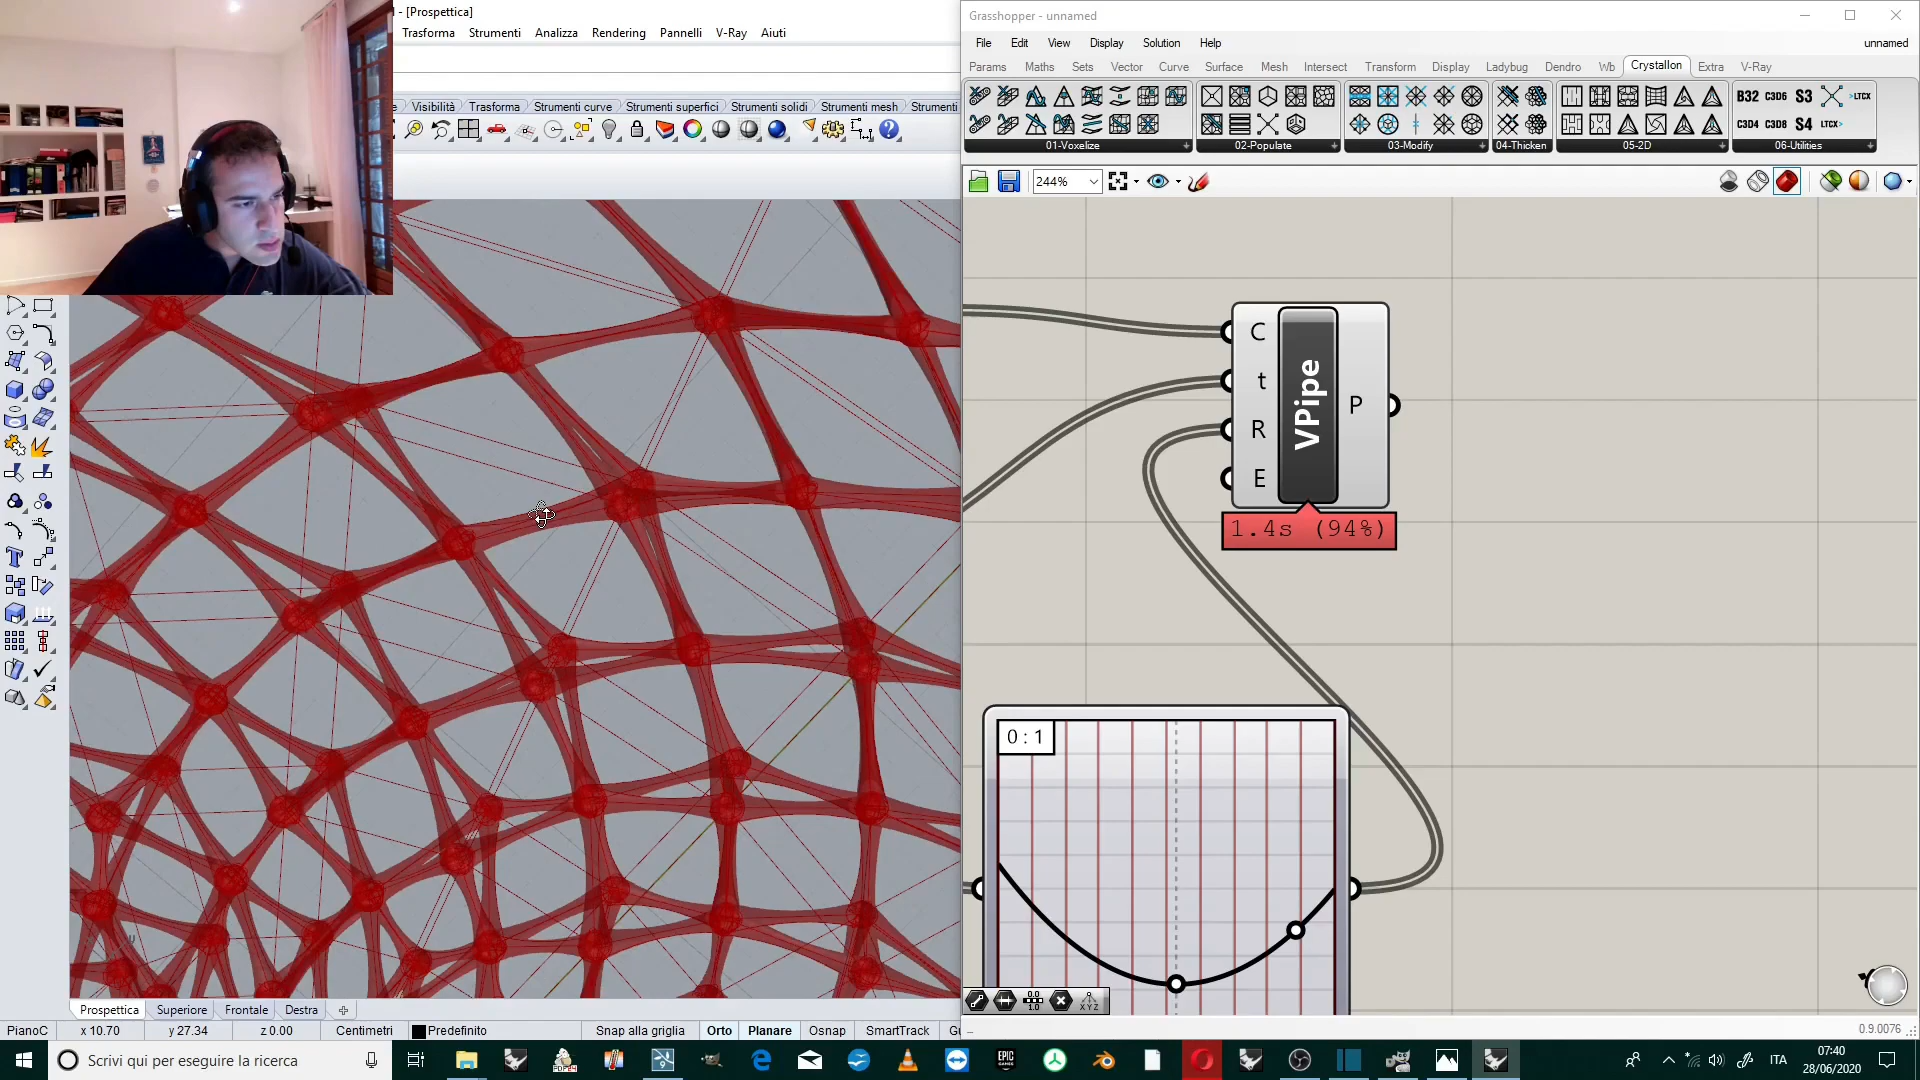 - [Prospettica]
Trasforma Strumenti Analizza Rendering Pannelli V-Ray Aiuti
Visibilità Trasforma Strumenti curve Strumenti superfici Strumenti solidi Strumenti mesh Strumenti
Prospettica Superiore Frontale Destra
PianoC x 10.70 y 27.34 z 0.00 Centimetri Predefinito Snap alla griglia Orto Planare Osnap SmartTrack
Grasshopper - unnamed
File Edit View Display Solution Help unnamed
Params Maths Sets Vector Curve Surface Mesh Intersect Transform Display Ladybug Dendro Wb Crystallon Extra V-Ray
B32 C3D6 S3 >LTCX
C3D4 C3D8 S4 LTCX>
01-Voxelize 02-Populate 03-Modify 04-Thicken 05-2D 06-Utilities
244%
C
t
R
E
VPipe
P
1.4s (94%)
0 : 1
0.0
1.0
XYZ
0.9.0076
Scrivi qui per eseguire la ricerca
ITA
07:40
28/06/2020